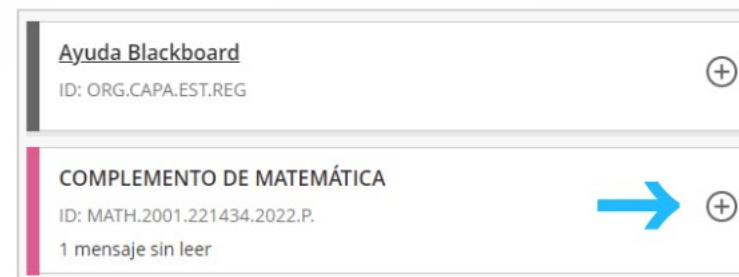 Ayuda Blackboard
ID: ORG.CAPA.EST.REG
COMPLEMENTO DE MATEMÁTICA
ID: MATH.2001.221434.2022.P.
1 mensaje sin leer